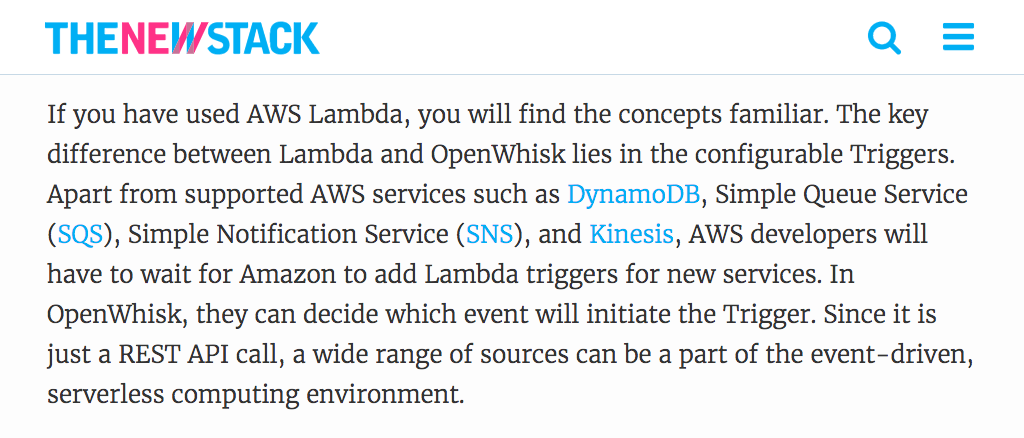 THENEWSTACK
If you have used AWS Lambda, you will find the concepts familiar. The key
difference between Lambda and OpenWhisk lies in the configurable Triggers.
Apart from supported AWS services such as DynamoDB, Simple Queue Service
(SQS), Simple Notification Service (SNS), and Kinesis, AWS developers will
have to wait for Amazon to add Lambda triggers for new services. In
OpenWhisk, they can decide which event will initiate the Trigger. Since it is
just a REST API call, a wide range of sources can be a part of the event-driven,
serverless computing environment.